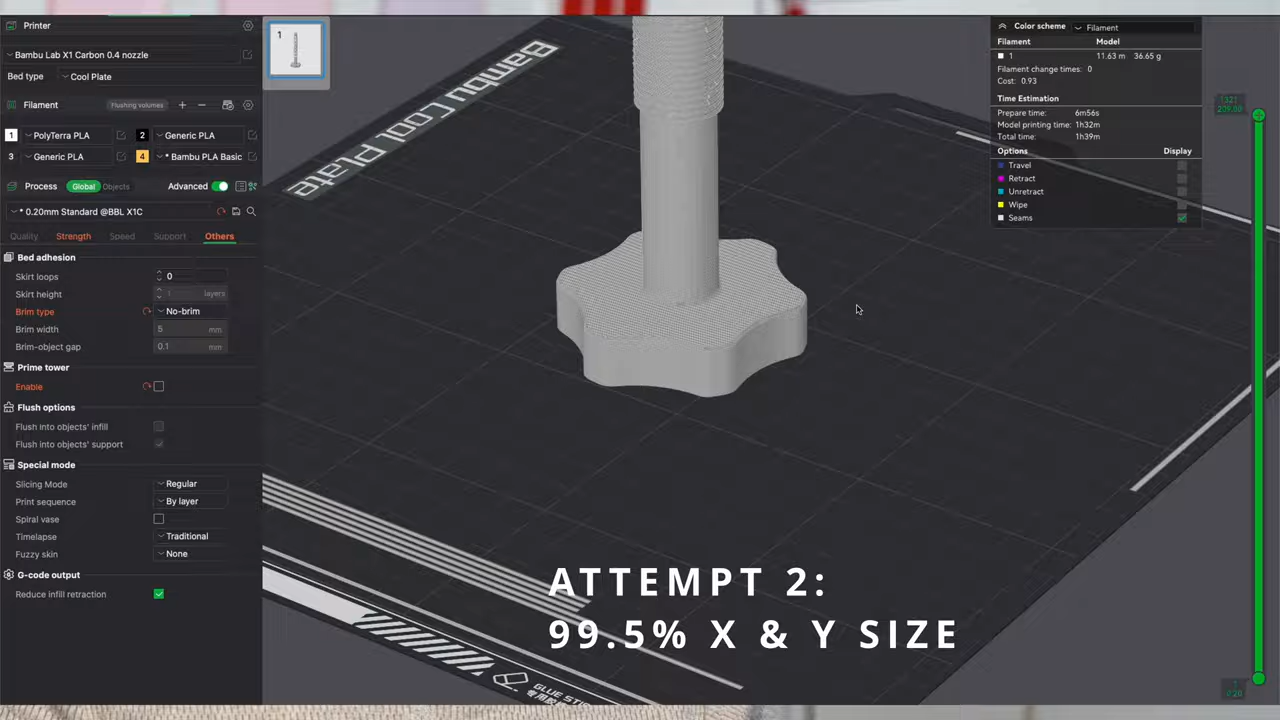 Printer
Bambu Lab X1 Carbon 0.4 nozzle
Bed type
Cool Plate
Filament
Flushing volumes
1 PolyTerra PLA
2 Generic PLA
3 Generic PLA
4 * Bambu PLA Basic
Process
Global
Objects
Advanced
* 0.20mm Standard @BBL X1C
Quality
Strength
Speed
Support
Others
Bed adhesion
Skirt loops 0
Skirt height 1 layers
Brim type No-brim
Brim width 5 mm
Brim-object gap 0.1 mm
Prime tower
Enable
Flush options
Flush into objects' infill
Flush into objects' support
Special mode
Slicing Mode Regular
Print sequence By layer
Spiral vase
Timelapse Traditional
Fuzzy skin None
G-code output
Reduce infill retraction
1
Bambu Cool Plate
Color scheme Filament
Filament Model
1 11.63 m 36.65 g
Filament change times: 0
Cost: 0.93
Time Estimation
Prepare time: 6m56s
Model printing time: 1h32m
Total time: 1h39m
Options Display
Travel
Retract
Unretract
Wipe
Seams
209.00
1
0.20
ATTEMPT 2:
99.5% X & Y SIZE